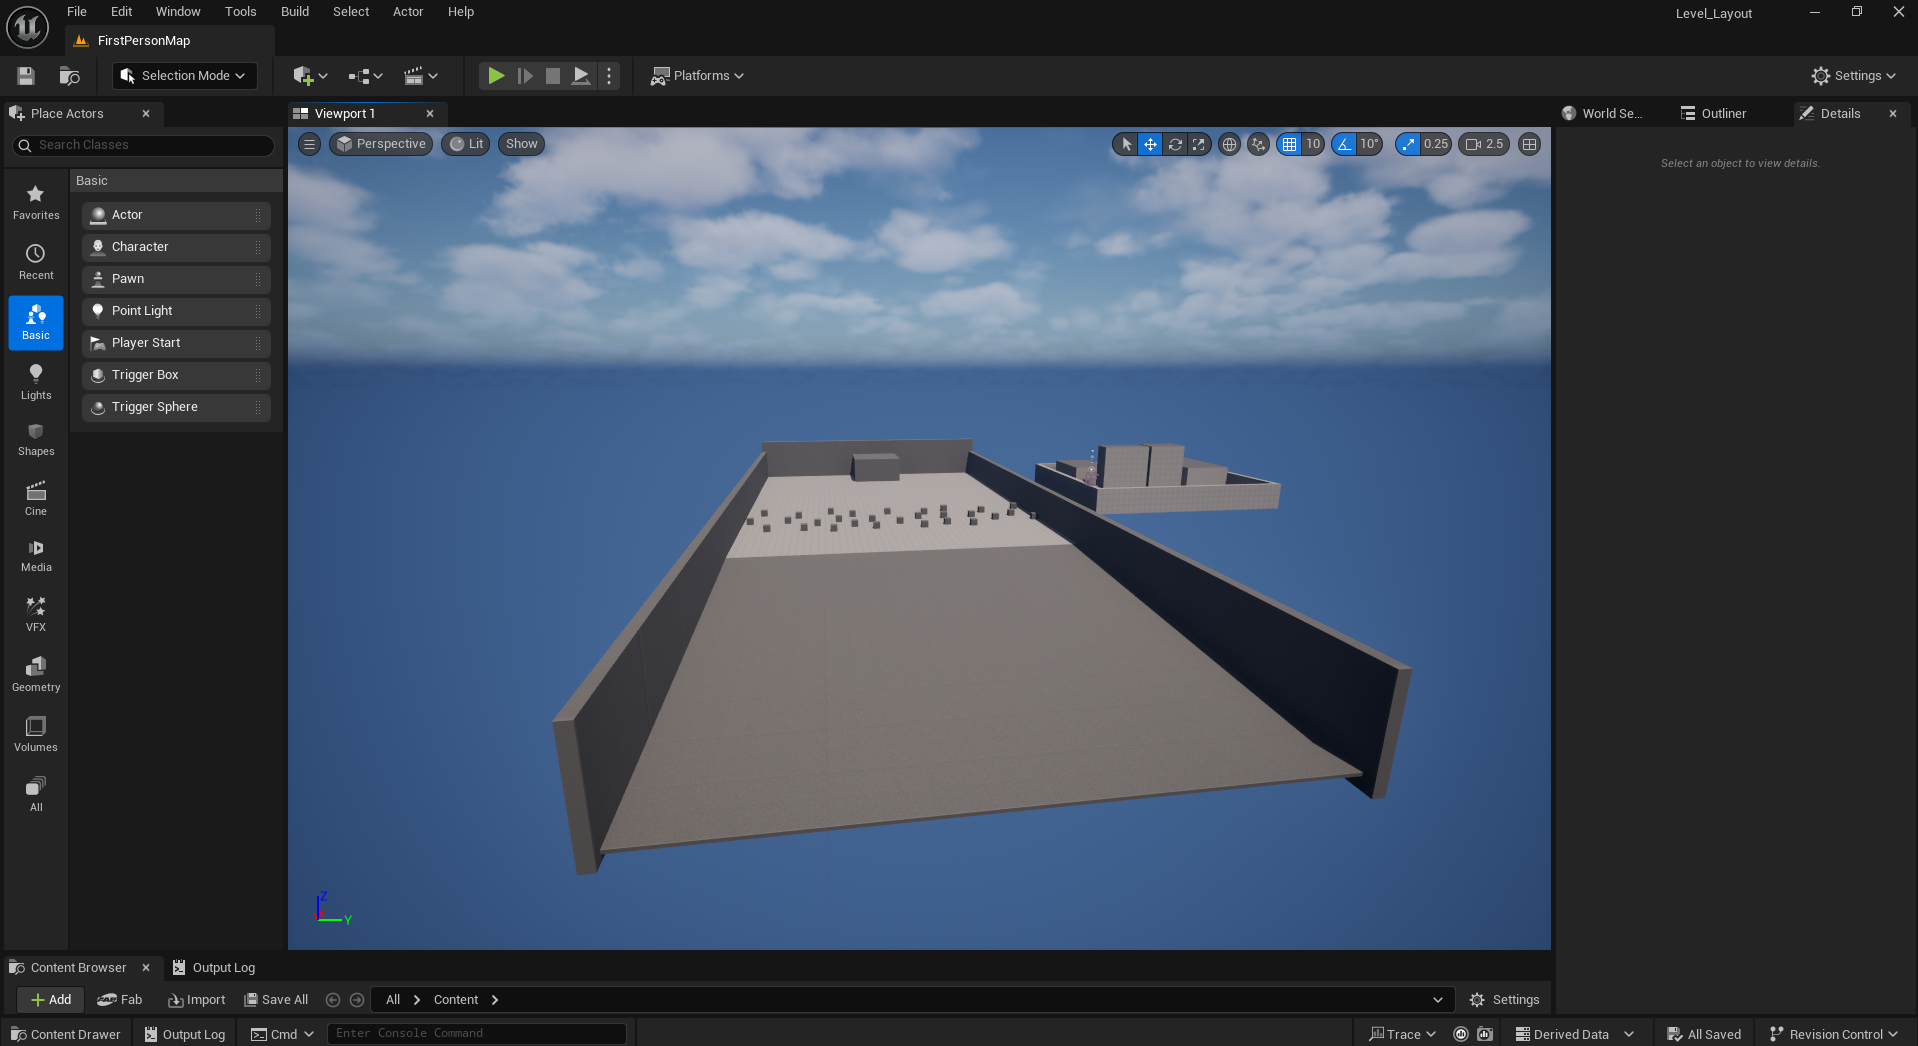 File Edit Window Tools Build Select Actor Help
Level_Layout
FirstPersonMap
Selection Mode
Platforms
Settings
Place Actors
Viewport 1
World Se...
Outliner
Details
Search Classes
Perspective
Lit
Show
10
10°
0.25
2.5
Select an object to view details.
Favorites
Recent
Basic
Lights
Shapes
Cine
Media
VFX
Geometry
Volumes
All
Basic
Actor
Character
Pawn
Point Light
Player Start
Trigger Box
Trigger Sphere
Z
Y
Content Browser
Output Log
Add
Fab
Import
Save All
All
Content
Settings
Content Drawer
Output Log
Cmd
Enter Console Command
Trace
Derived Data
All Saved
Revision Control